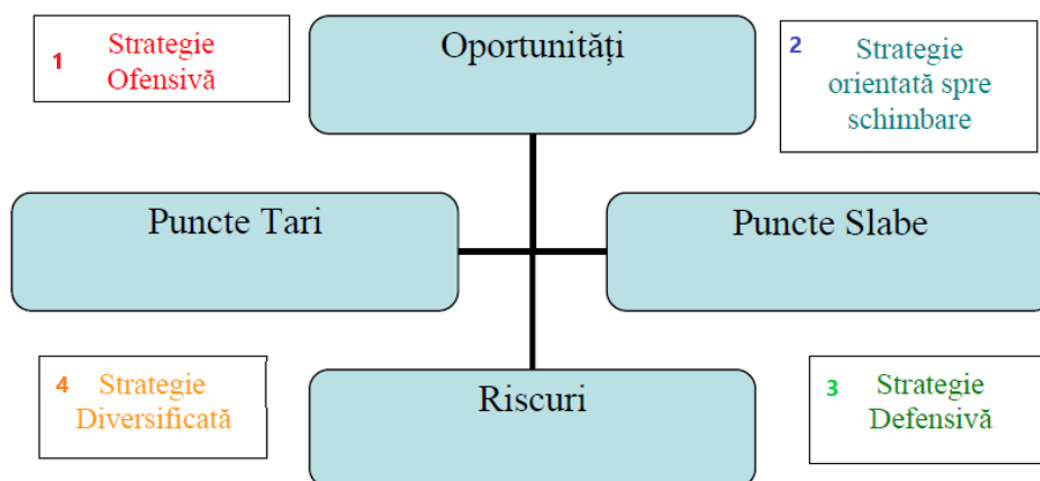 1 Strategie
Ofensivă
Oportunități
2 Strategie
orientată spre
schimbare
Puncte Tari
Puncte Slabe
4 Strategie
Diversificată
Riscuri
3 Strategie
Defensivă